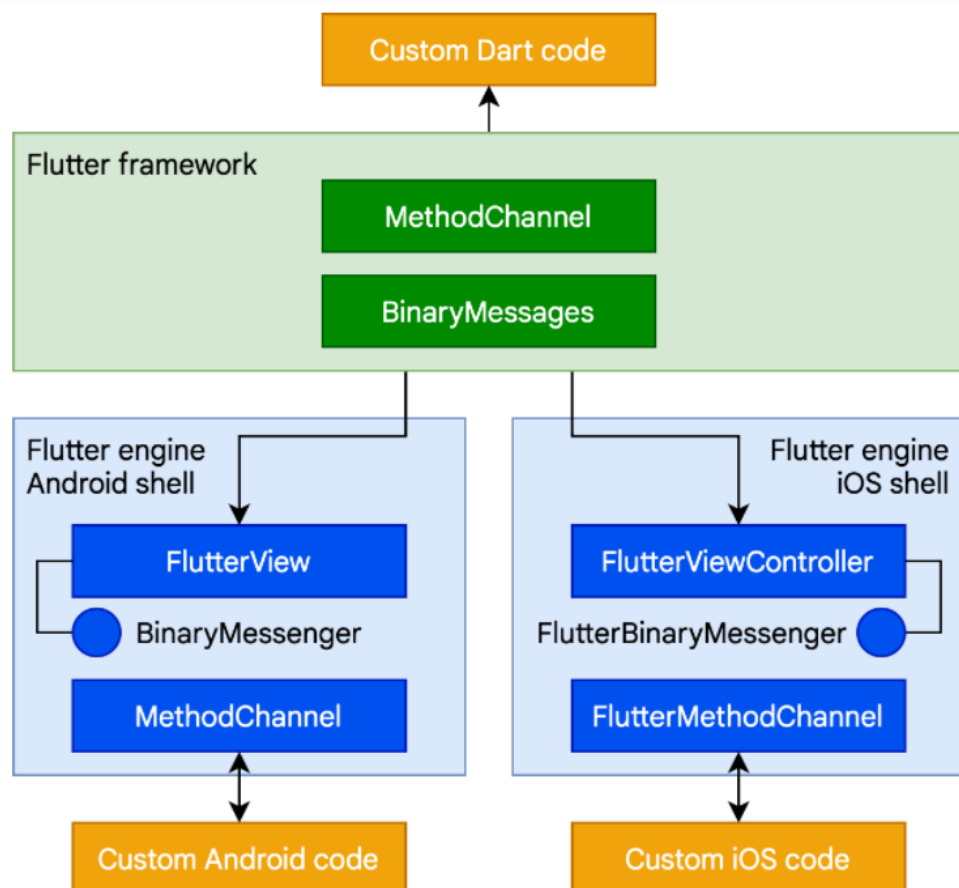 Custom Dart code
Flutter framework
MethodChannel
BinaryMessages
Flutter engine
Android shell
FlutterView
BinaryMessenger
MethodChannel
Custom Android code
Flutter engine
iOS shell
FlutterViewController
FlutterBinaryMessenger
FlutterMethodChannel
Custom iOS code